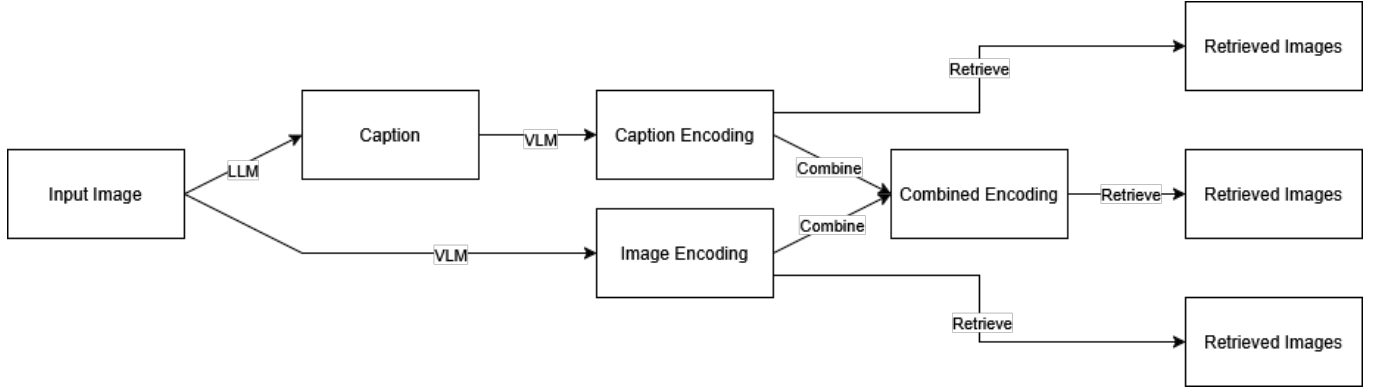 Retrieved Images
Retrieve
Caption
VLM
Caption Encoding
LLM
Combine
Input Image
Combined Encoding
Retrieve
Retrieved Images
Combine
VLM
Image Encoding
Retrieve
Retrieved Images